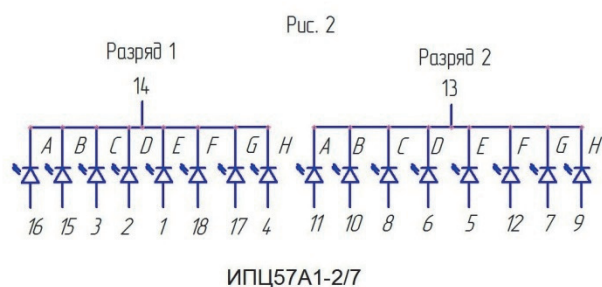 Рис. 2
Разряд 1 Разряд 2
14 13
A B C D E F G H A B C D E F G H
16 15 3 2 1 18 17 4 11 10 8 6 5 12 7 9
ИПЦ57А1-2/7